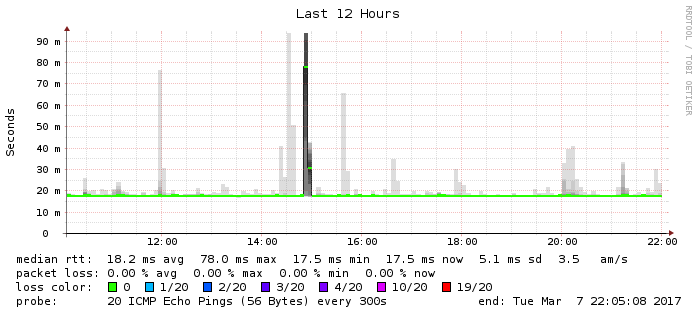 Last 12 Hours
RRDTOOL / TOBI OETIKER
Seconds
90 m
80 m
70 m
60 m
50 m
40 m
30 m
20 m
10 m
0
12:00 14:00 16:00 18:00 20:00 22:00
median rtt: 18.2 ms avg 78.0 ms max 17.5 ms min 17.5 ms now 5.1 ms sd 3.5 am/s
packet loss: 0.00 % avg 0.00 % max 0.00 % min 0.00 % now
loss color: 0 1/20 2/20 3/20 4/20 10/20 19/20
probe: 20 ICMP Echo Pings (56 Bytes) every 300s end: Tue Mar 7 22:05:08 2017